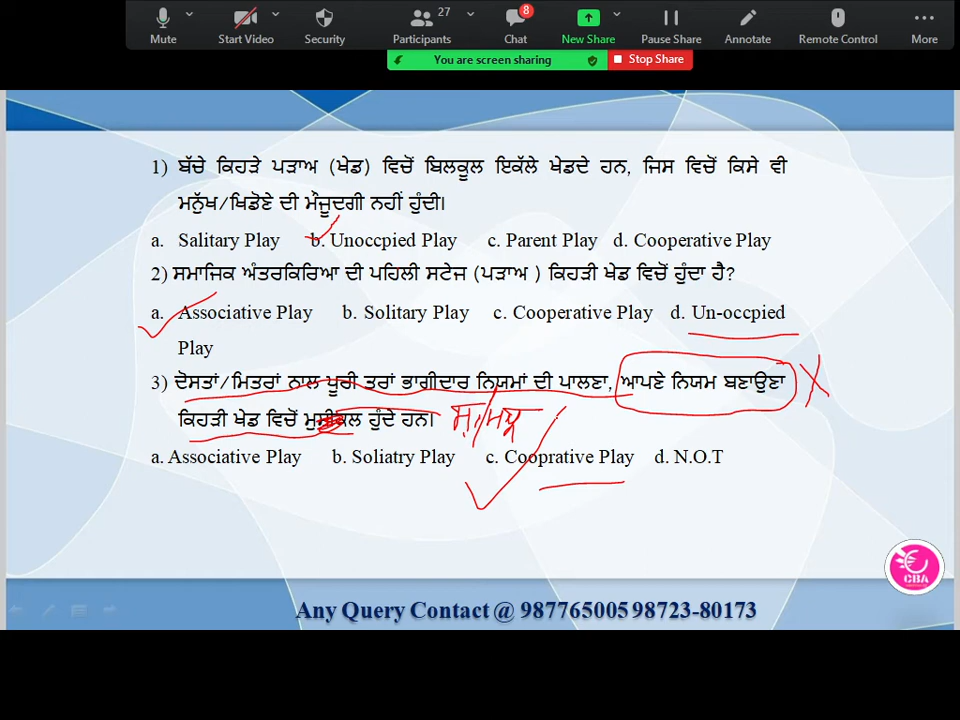 27
8
Mute
Start Video
Security
Participants
Chat
New Share
Pause Share
Annotate
Remote Control
More
You are screen sharing
Stop Share
1) ਬੱਚੇ ਕਿਹੜੇ ਪੜਾਅ (ਖੇਡ) ਵਿਚੋਂ ਬਿਲਕੂਲ ਇਕੱਲੇ ਖੇਡਦੇ ਹਨ, ਜਿਸ ਵਿਚੋਂ ਕਿਸੇ ਵੀ
ਮਨੁੱਖ/ਖਿਡੋਣੇ ਦੀ ਮੌਜੂਦਗੀ ਨਹੀਂ ਹੁੰਦੀ।
a. Salitary Play b. Unoccpied Play c. Parent Play d. Cooperative Play
2) ਸਮਾਜਿਕ ਅੰਤਰਕਿਰਿਆ ਦੀ ਪਹਿਲੀ ਸਟੇਜ (ਪੜਾਅ ) ਕਿਹੜੀ ਖੇਡ ਵਿਚੋਂ ਹੁੰਦਾ ਹੈ?
a. Associative Play b. Solitary Play c. Cooperative Play d. Un-occpied
Play
3) ਦੋਸਤਾਂ/ਮਿਤਰਾਂ ਨਾਲ ਪੂਰੀ ਤਰਾਂ ਭਾਗੀਦਾਰ ਨਿਯਮਾਂ ਦੀ ਪਾਲਣਾ, ਆਪਣੇ ਨਿਯਮ ਬਣਾਉਣਾ
ਕਿਹੜੀ ਖੇਡ ਵਿਚੋਂ ਹੁੰਦੇ ਹਨ।
a. Associative Play b. Soliatry Play c. Cooprative Play d. N.O.T
CBA
Any Query Contact @ 98776500598723-80173